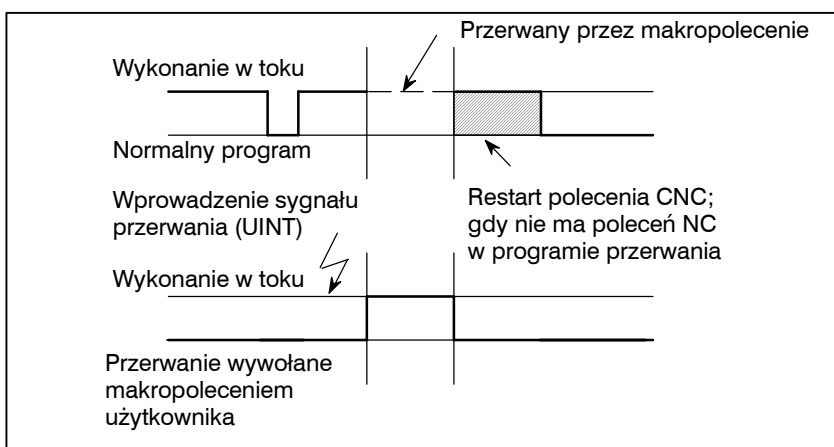 Przerwany przez makropolecenie
Wykonanie w toku
Normalny program
Wprowadzenie sygnału
przerwania (UINT)
Restart polecenia CNC;
gdy nie ma poleceń NC
w programie przerwania
Wykonanie w toku
Przerwanie wywołane
makropoleceniem
użytkownika